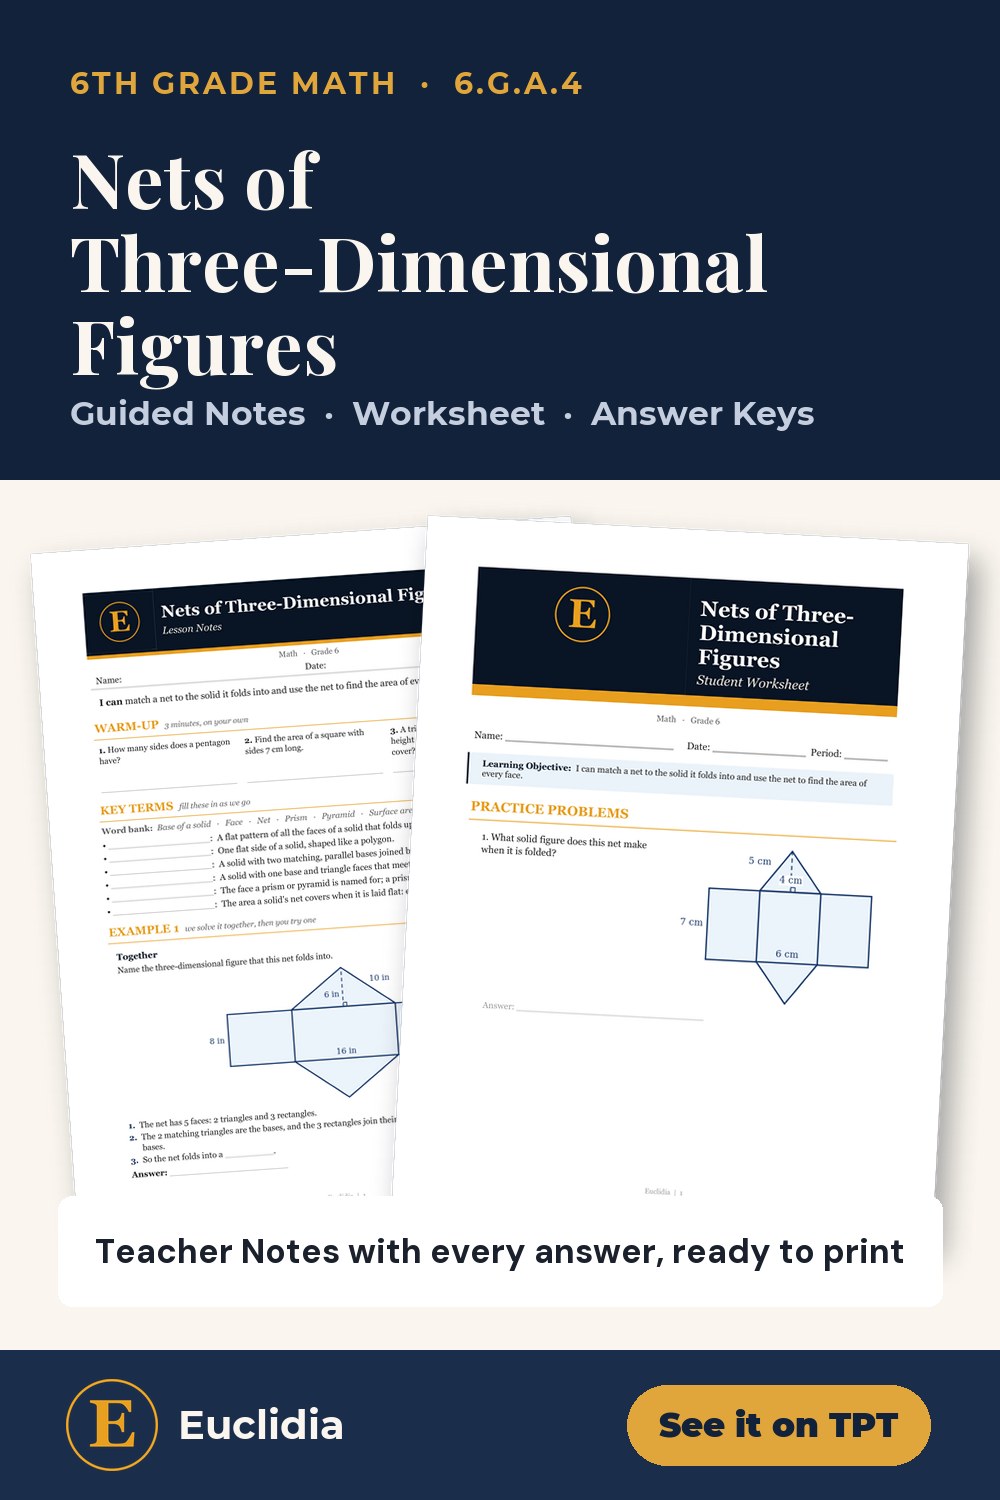 6TH GRADE MATH · 6.G.A.4
Nets of
Three-Dimensional
Figures
Guided Notes · Worksheet · Answer Keys
E
Nets of Three-Dimensional Fig
Lesson Notes
Math · Grade 6
Name:
Date:
I can match a net to the solid it folds into and use the net to find the area of ev
WARM-UP 3 minutes, on your own
1. How many sides does a pentagon
have?
2. Find the area of a square with
sides 7 cm long.
3. A tri
height
cover?
KEY TERMS fill these in as we go
Word bank: Base of a solid · Face · Net · Prism · Pyramid · Surface are
• : A flat pattern of all the faces of a solid that folds up
• : One flat side of a solid, shaped like a polygon.
• : A solid with two matching, parallel bases joined b
• : A solid with one base and triangle faces that meet
• : The face a prism or pyramid is named for; a pris
• : The area a solid's net covers when it is laid flat:
EXAMPLE 1 we solve it together, then you try one
Together
Name the three-dimensional figure that this net folds into.
10 in
6 in
8 in
16 in
1. The net has 5 faces: 2 triangles and 3 rectangles.
2. The 2 matching triangles are the bases, and the 3 rectangles join their
bases.
3. So the net folds into a .
Answer:
E
Nets of Three-
Dimensional
Figures
Student Worksheet
Math · Grade 6
Name: Date: Period:
Learning Objective: I can match a net to the solid it folds into and use the net to find the area of
every face.
PRACTICE PROBLEMS
1. What solid figure does this net make
when it is folded?
5 cm
4 cm
7 cm
6 cm
Answer:
Euclidia | 1
Teacher Notes with every answer, ready to print
E
Euclidia
See it on TPT